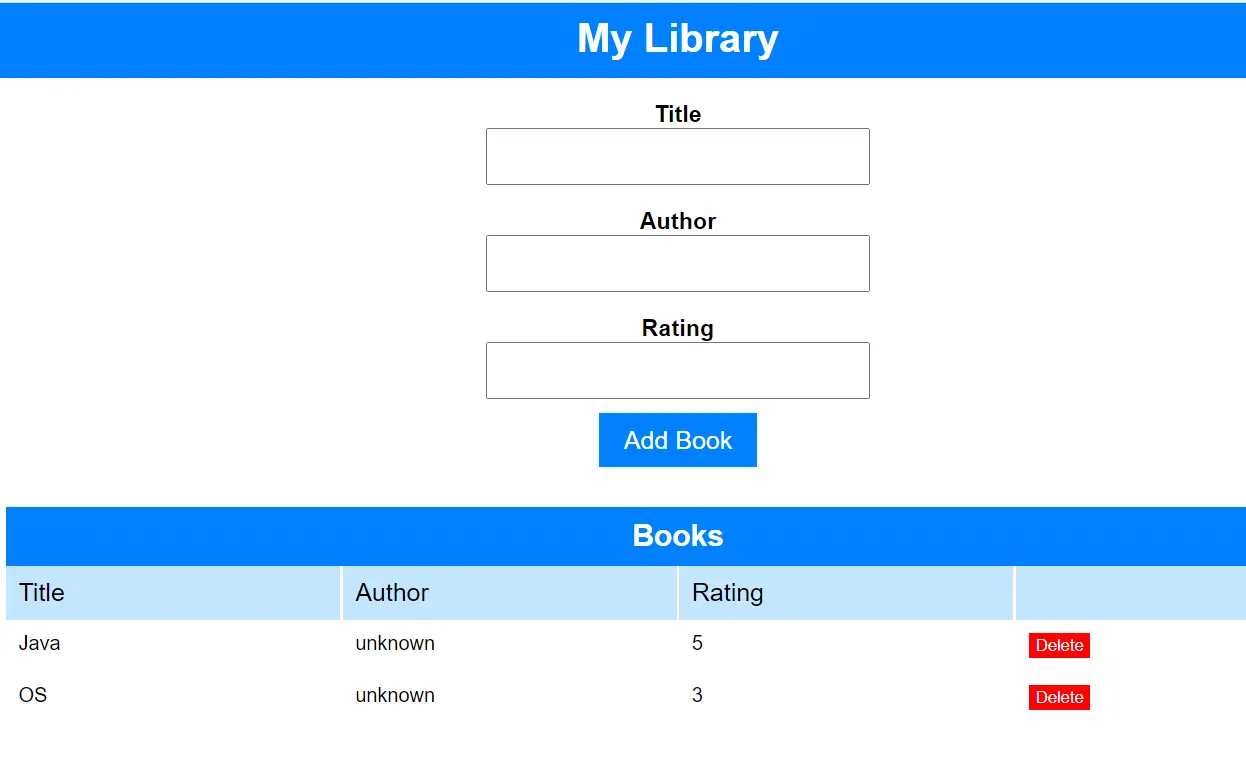 My Library
Title
Author
Rating
Add Book
Books
Title Author Rating
Java unknown 5 Delete
OS unknown 3 Delete